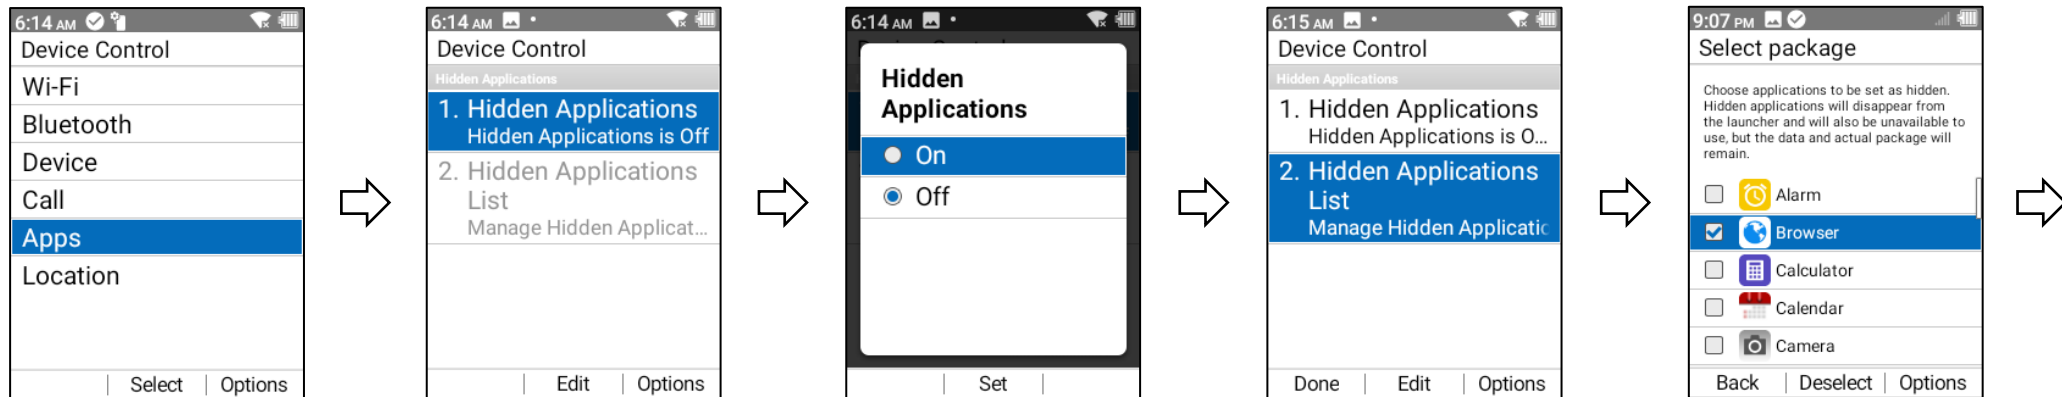 6:14 AM
Device Control
Wi-Fi
Bluetooth
Device
Call
Apps
Location
Select | Options
6:14 AM
Device Control
Hidden Applications
1. Hidden Applications
Hidden Applications is Off
2. Hidden Applications
List
Manage Hidden Applicat...
Edit | Options
6:14 AM
Hidden
Applications
On
Off
Set
6:15 AM
Device Control
Hidden Applications
1. Hidden Applications
Hidden Applications is O...
2. Hidden Applications
List
Manage Hidden Applicatic
Done | Edit | Options
9:07 PM
Select package
Choose applications to be set as hidden.
Hidden applications will disappear from
the launcher and will also be unavailable to
use, but the data and actual package will
remain.
Alarm
Browser
Calculator
Calendar
Camera
Back | Deselect | Options